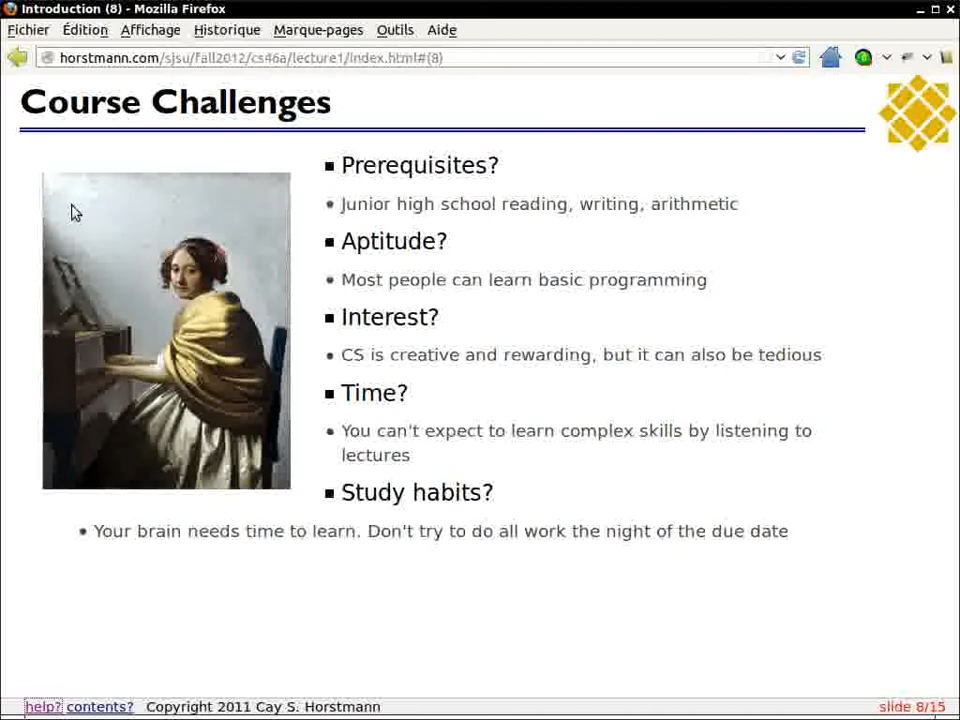 Introduction (8) - Mozilla Firefox
Fichier Édition Affichage Historique Marque-pages Outils Aide
horstmann.com/sjsu/fall2012/cs46a/lecture1/index.html#(8)
Course Challenges
Prerequisites?
Junior high school reading, writing, arithmetic
Aptitude?
Most people can learn basic programming
Interest?
CS is creative and rewarding, but it can also be tedious
Time?
You can't expect to learn complex skills by listening to
lectures
Study habits?
Your brain needs time to learn. Don't try to do all work the night of the due date
help? contents? Copyright 2011 Cay S. Horstmann slide 8/15